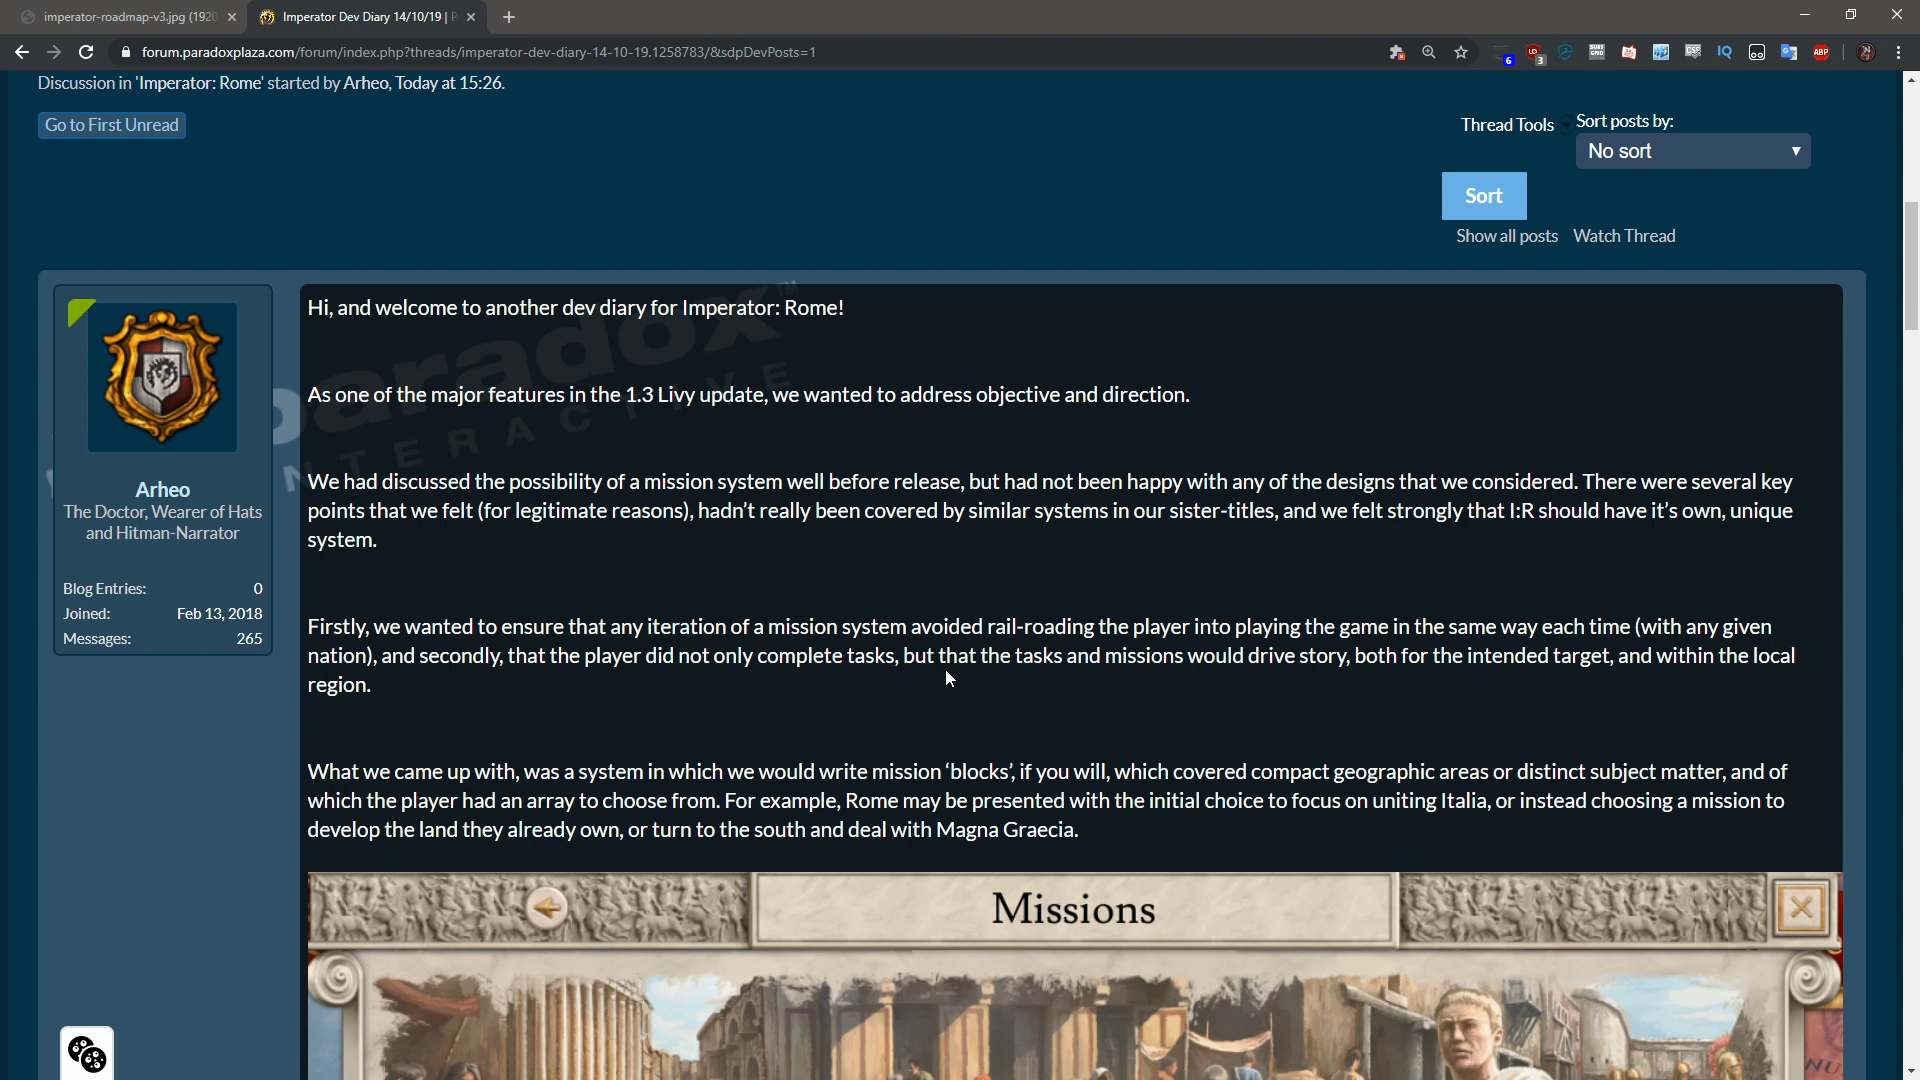 imperator-roadmap-v3.jpg (1920
Imperator Dev Diary 14/10/19 | P
forum.paradoxplaza.com/forum/index.php?threads/imperator-dev-diary-14-10-19.1258783/&sdpDevPosts=1
6
3
ABP
Discussion in 'Imperator: Rome' started by Arheo, Today at 15:26.
Go to First Unread
Thread Tools
Sort posts by:
No sort
Sort
Show all posts Watch Thread
paradox
INTERACTIVE
Arheo
The Doctor, Wearer of Hats
and Hitman-Narrator
Blog Entries: 0
Joined: Feb 13, 2018
Messages: 265
Hi, and welcome to another dev diary for Imperator: Rome!
As one of the major features in the 1.3 Livy update, we wanted to address objective and direction.
We had discussed the possibility of a mission system well before release, but had not been happy with any of the designs that we considered. There were several key
points that we felt (for legitimate reasons), hadn't really been covered by similar systems in our sister-titles, and we felt strongly that I:R should have it's own, unique
system.
Firstly, we wanted to ensure that any iteration of a mission system avoided rail-roading the player into playing the game in the same way each time (with any given
nation), and secondly, that the player did not only complete tasks, but that the tasks and missions would drive story, both for the intended target, and within the local
region.
What we came up with, was a system in which we would write mission ‘blocks’, if you will, which covered compact geographic areas or distinct subject matter, and of
which the player had an array to choose from. For example, Rome may be presented with the initial choice to focus on uniting Italia, or instead choosing a mission to
develop the land they already own, or turn to the south and deal with Magna Graecia.
Missions